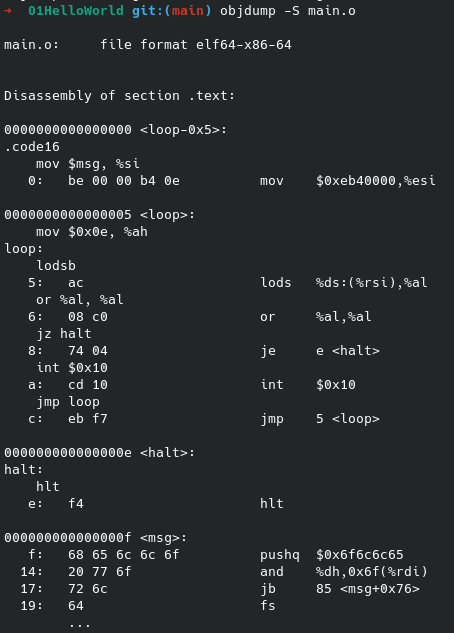 → 01HelloWorld git:(main) objdump -S main.o
main.o:     file format elf64-x86-64
Disassembly of section .text:
0000000000000000 <loop-0x5>:
.code16
    mov $msg, %si
   0:   be 00 00 b4 0e          mov    $0xeb40000,%esi
0000000000000005 <loop>:
    mov $0x0e, %ah
loop:
    lodsb
   5:   ac                      lods   %ds:(%rsi),%al
    or %al, %al
   6:   08 c0                   or     %al,%al
    jz halt
   8:   74 04                   je     e <halt>
    int $0x10
   a:   cd 10                   int    $0x10
    jmp loop
   c:   eb f7                   jmp    5 <loop>
000000000000000e <halt>:
halt:
    hlt
   e:   f4                      hlt
000000000000000f <msg>:
   f:   68 65 6c 6c 6f          pushq  $0x6f6c6c65
  14:   20 77 6f                and    %dh,0x6f(%rdi)
  17:   72 6c                   jb     85 <msg+0x76>
  19:   64                      fs
        ...